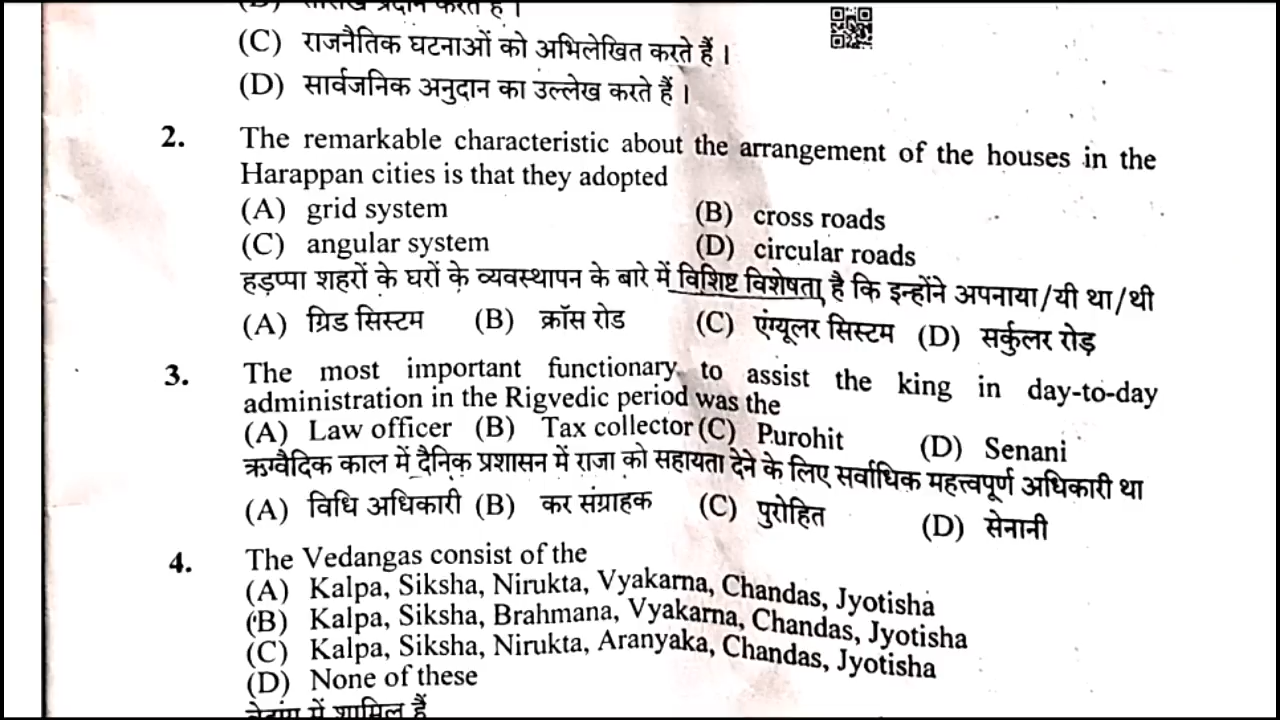 (D) तारीख प्रदान करते हैं ।
(C) राजनैतिक घटनाओं को अभिलेखित करते हैं ।
(D) सार्वजनिक अनुदान का उल्लेख करते हैं ।
2. The remarkable characteristic about the arrangement of the houses in the
Harappan cities is that they adopted
(A) grid system (B) cross roads
(C) angular system (D) circular roads
हड़प्पा शहरों के घरों के व्यवस्थापन के बारे में विशिष्ट विशेषता है कि इन्होंने अपनाया/यी था/थी
(A) ग्रिड सिस्टम (B) क्रॉस रोड (C) एंग्यूलर सिस्टम (D) सर्कुलर रोड़
3. The most important functionary to assist the king in day-to-day
administration in the Rigvedic period was the
(A) Law officer (B) Tax collector (C) Purohit (D) Senani
ऋग्वैदिक काल में दैनिक प्रशासन में राजा को सहायता देने के लिए सर्वाधिक महत्त्वपूर्ण अधिकारी था
(A) विधि अधिकारी (B) कर संग्राहक (C) पुरोहित (D) सेनानी
4. The Vedangas consist of the
(A) Kalpa, Siksha, Nirukta, Vyakarna, Chandas, Jyotisha
(B) Kalpa, Siksha, Brahmana, Vyakarna, Chandas, Jyotisha
(C) Kalpa, Siksha, Nirukta, Aranyaka, Chandas, Jyotisha
(D) None of these
वेदांग में शामिल हैं